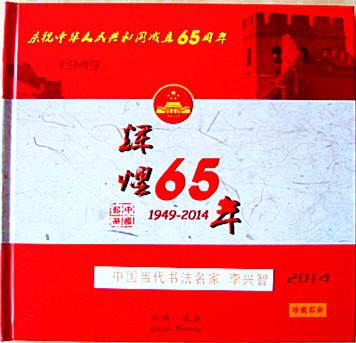 庆祝中华人民共和国成立65周年
1949
辉煌65年
1949-2014
中国当代书法名家 李兴智
2014
珍藏邮册
中国·北京
China Beijing